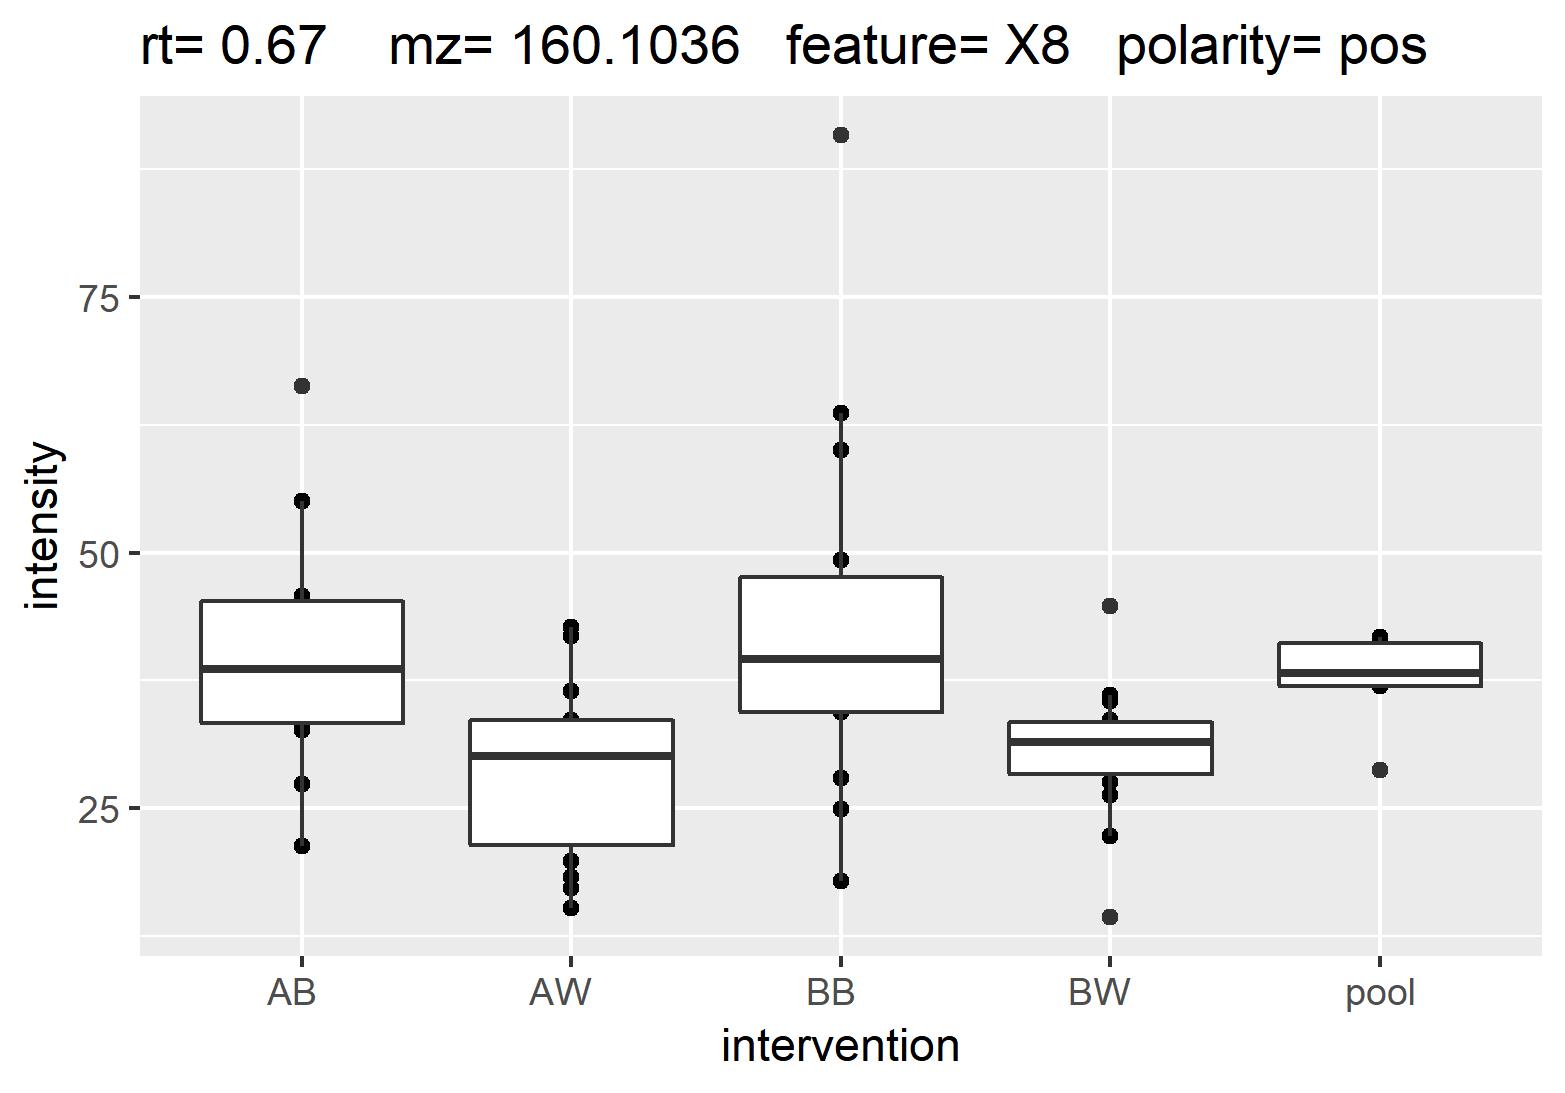 rt= 0.67    mz= 160.1036   feature= X8   polarity= pos
75
50
25
intensity
AB AW BB BW pool
intervention